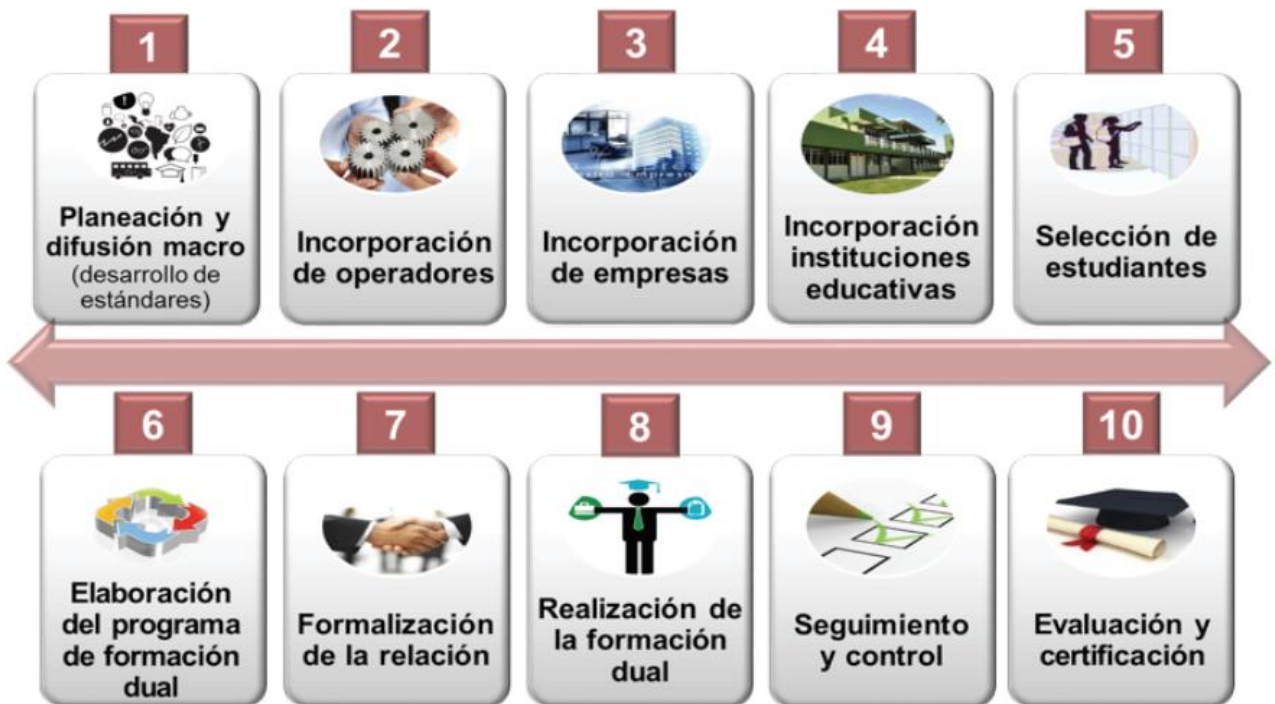 1
Planeación y
difusión macro
(desarrollo de
estándares)
2
Incorporación
de operadores
3
Incorporación
de empresas
4
Incorporación
instituciones
educativas
5
Selección de
estudiantes
6
Elaboración
del programa
de formación
dual
7
Formalización
de la relación
8
Realización de
la formación
dual
9
Seguimiento
y control
10
Evaluación y
certificación